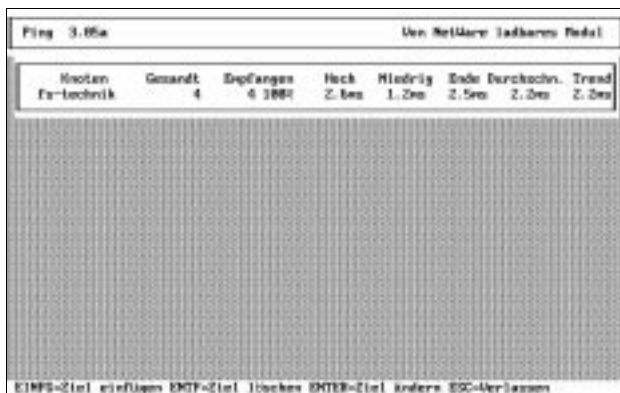 Ping 3.05a Von NetWare ladbares Modul
Knoten Gesandt Empfangen Hoch Niedrig Ende Durchschn. Trend
fs-technik 4 4 100% 2.6ms 1.2ms 2.5ms 2.2ms 2.2ms
EINFG=Ziel einfügen ENTF=Ziel löschen ENTER=Ziel ändern ESC=Verlassen